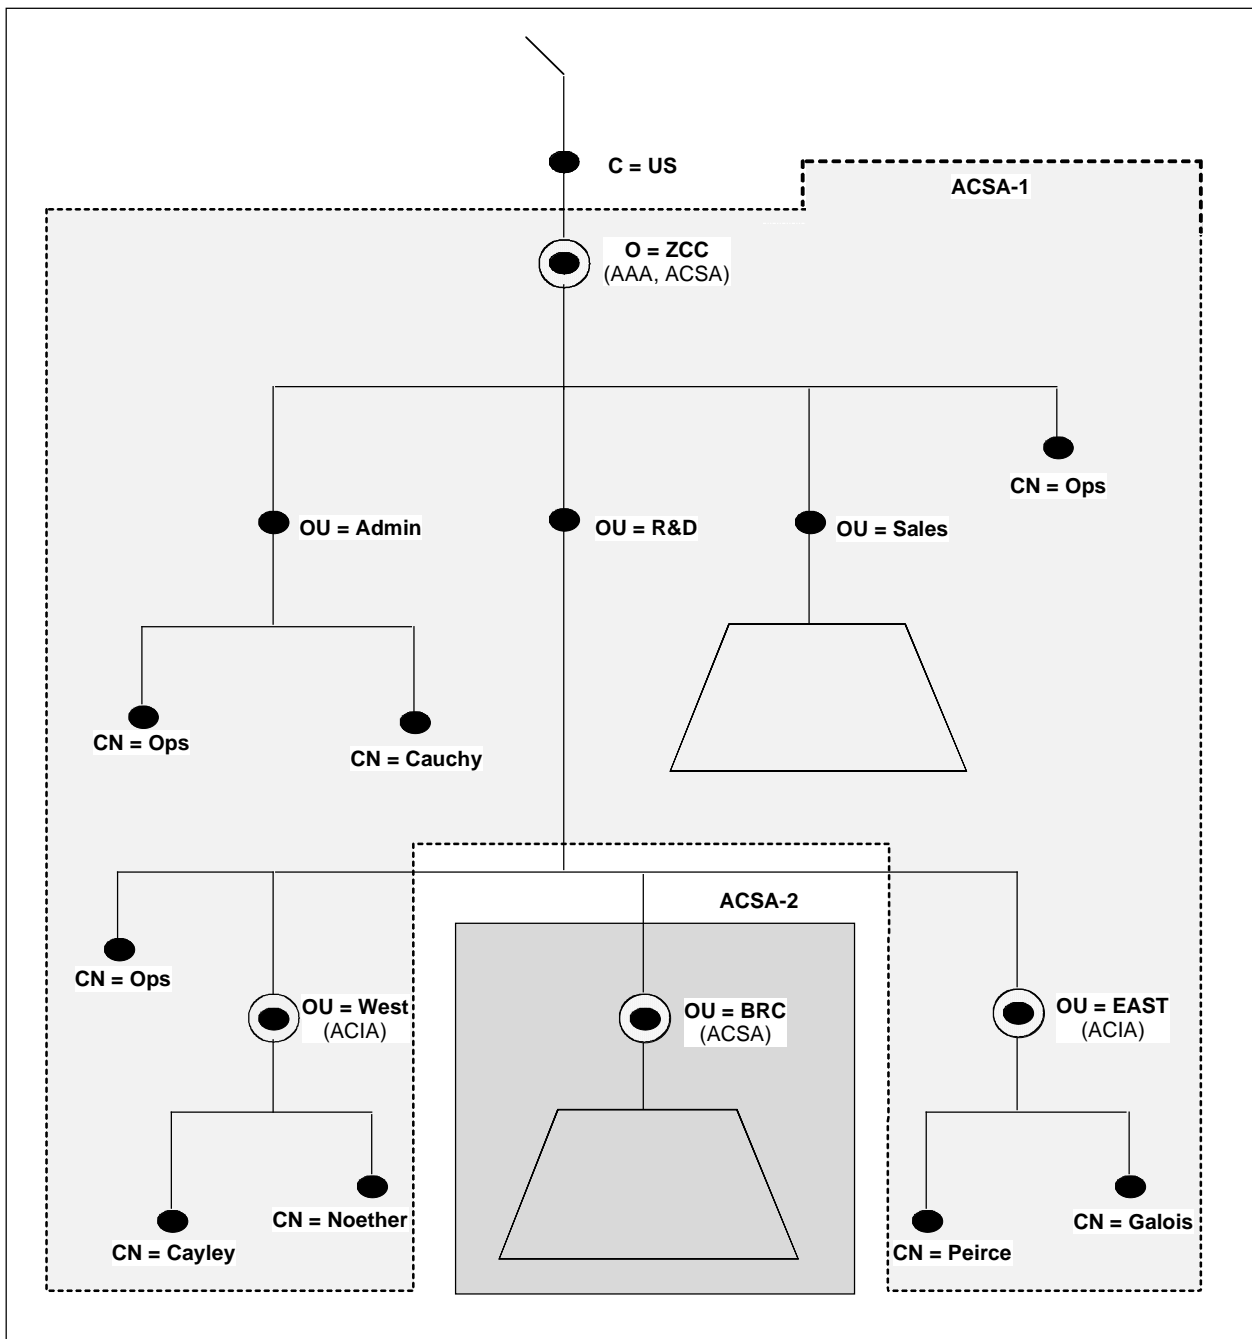 C = US
ACSA-1
O = ZCC
(AAA, ACSA)
CN = Ops
OU = Admin
OU = R&D
OU = Sales
CN = Ops
CN = Cauchy
ACSA-2
CN = Ops
OU = West
(ACIA)
OU = BRC
(ACSA)
OU = EAST
(ACIA)
CN = Noether
CN = Cayley
CN = Galois
CN = Peirce